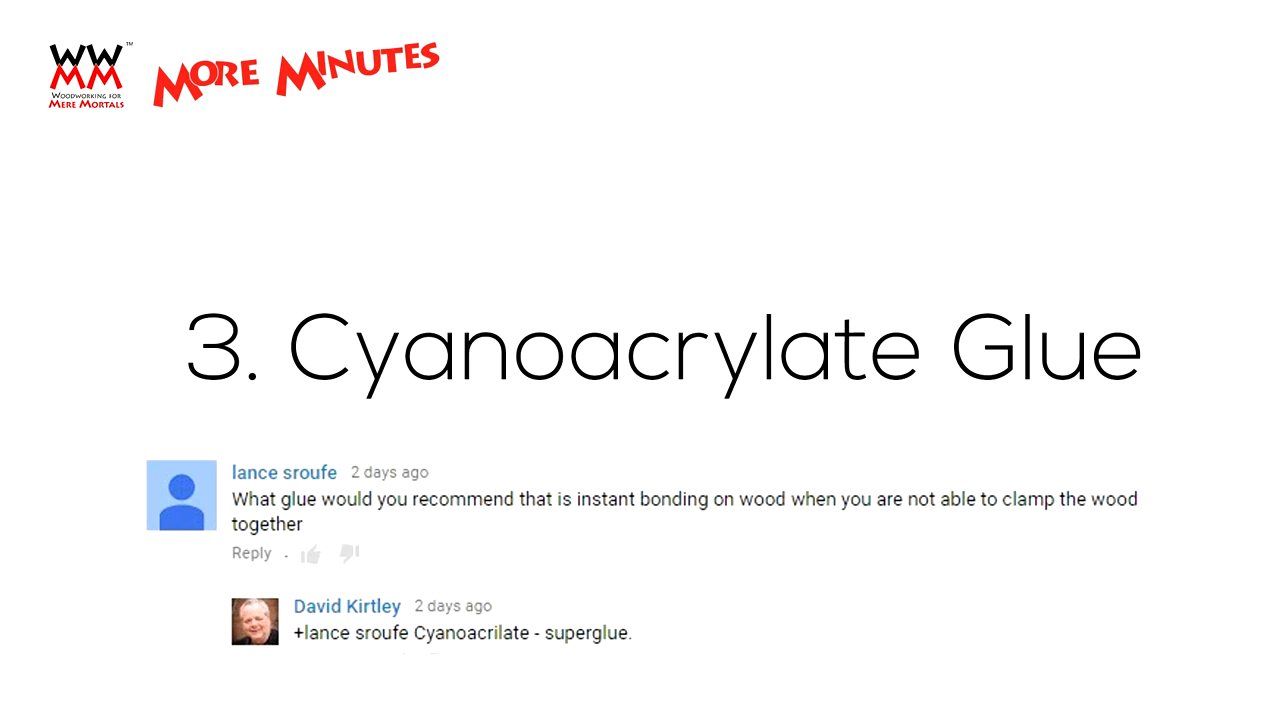 WW ™
MM
WOODWORKING FOR
MERE MORTALS
MORE MINUTES
3. Cyanoacrylate Glue
lance sroufe 2 days ago
What glue would you recommend that is instant bonding on wood when you are not able to clamp the wood
together
Reply ·
David Kirtley 2 days ago
+lance sroufe Cyanoacrilate - superglue.